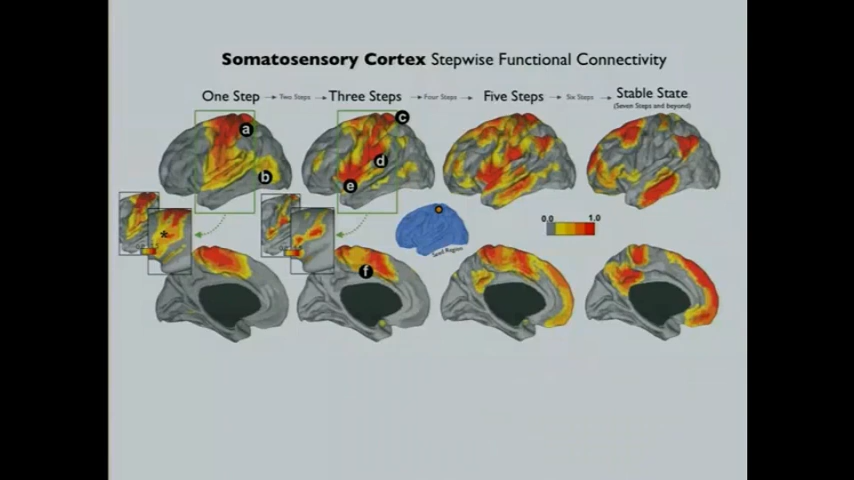 Somatosensory Cortex Stepwise Functional Connectivity
One Step Two Steps Three Steps Four Steps Five Steps Six Steps Stable State
(Seven Steps and beyond)
a
c
d
b
e
*
0.0 1.0
Seed Region
f